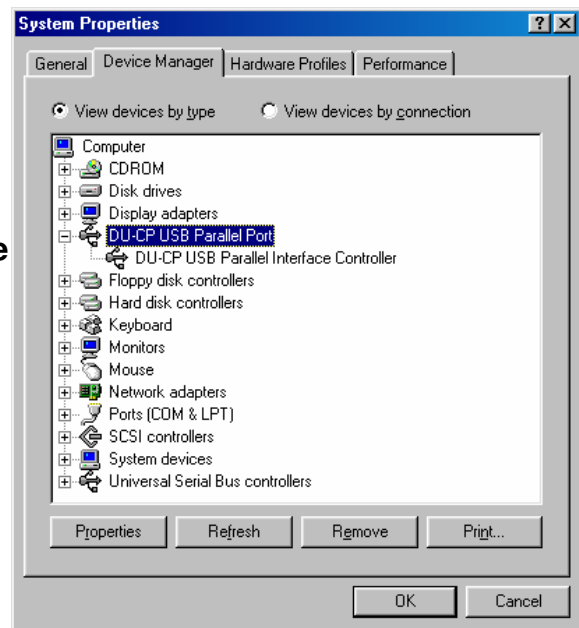 System Properties ? X
General Device Manager Hardware Profiles Performance
View devices by type View devices by connection
Computer
CDROM
Disk drives
Display adapters
DU-CP USB Parallel Port
e
DU-CP USB Parallel Interface Controller
Floppy disk controllers
Hard disk controllers
Keyboard
Monitors
Mouse
Network adapters
Ports (COM & LPT)
SCSI controllers
System devices
Universal Serial Bus controllers
Properties Refresh Remove Print...
OK Cancel